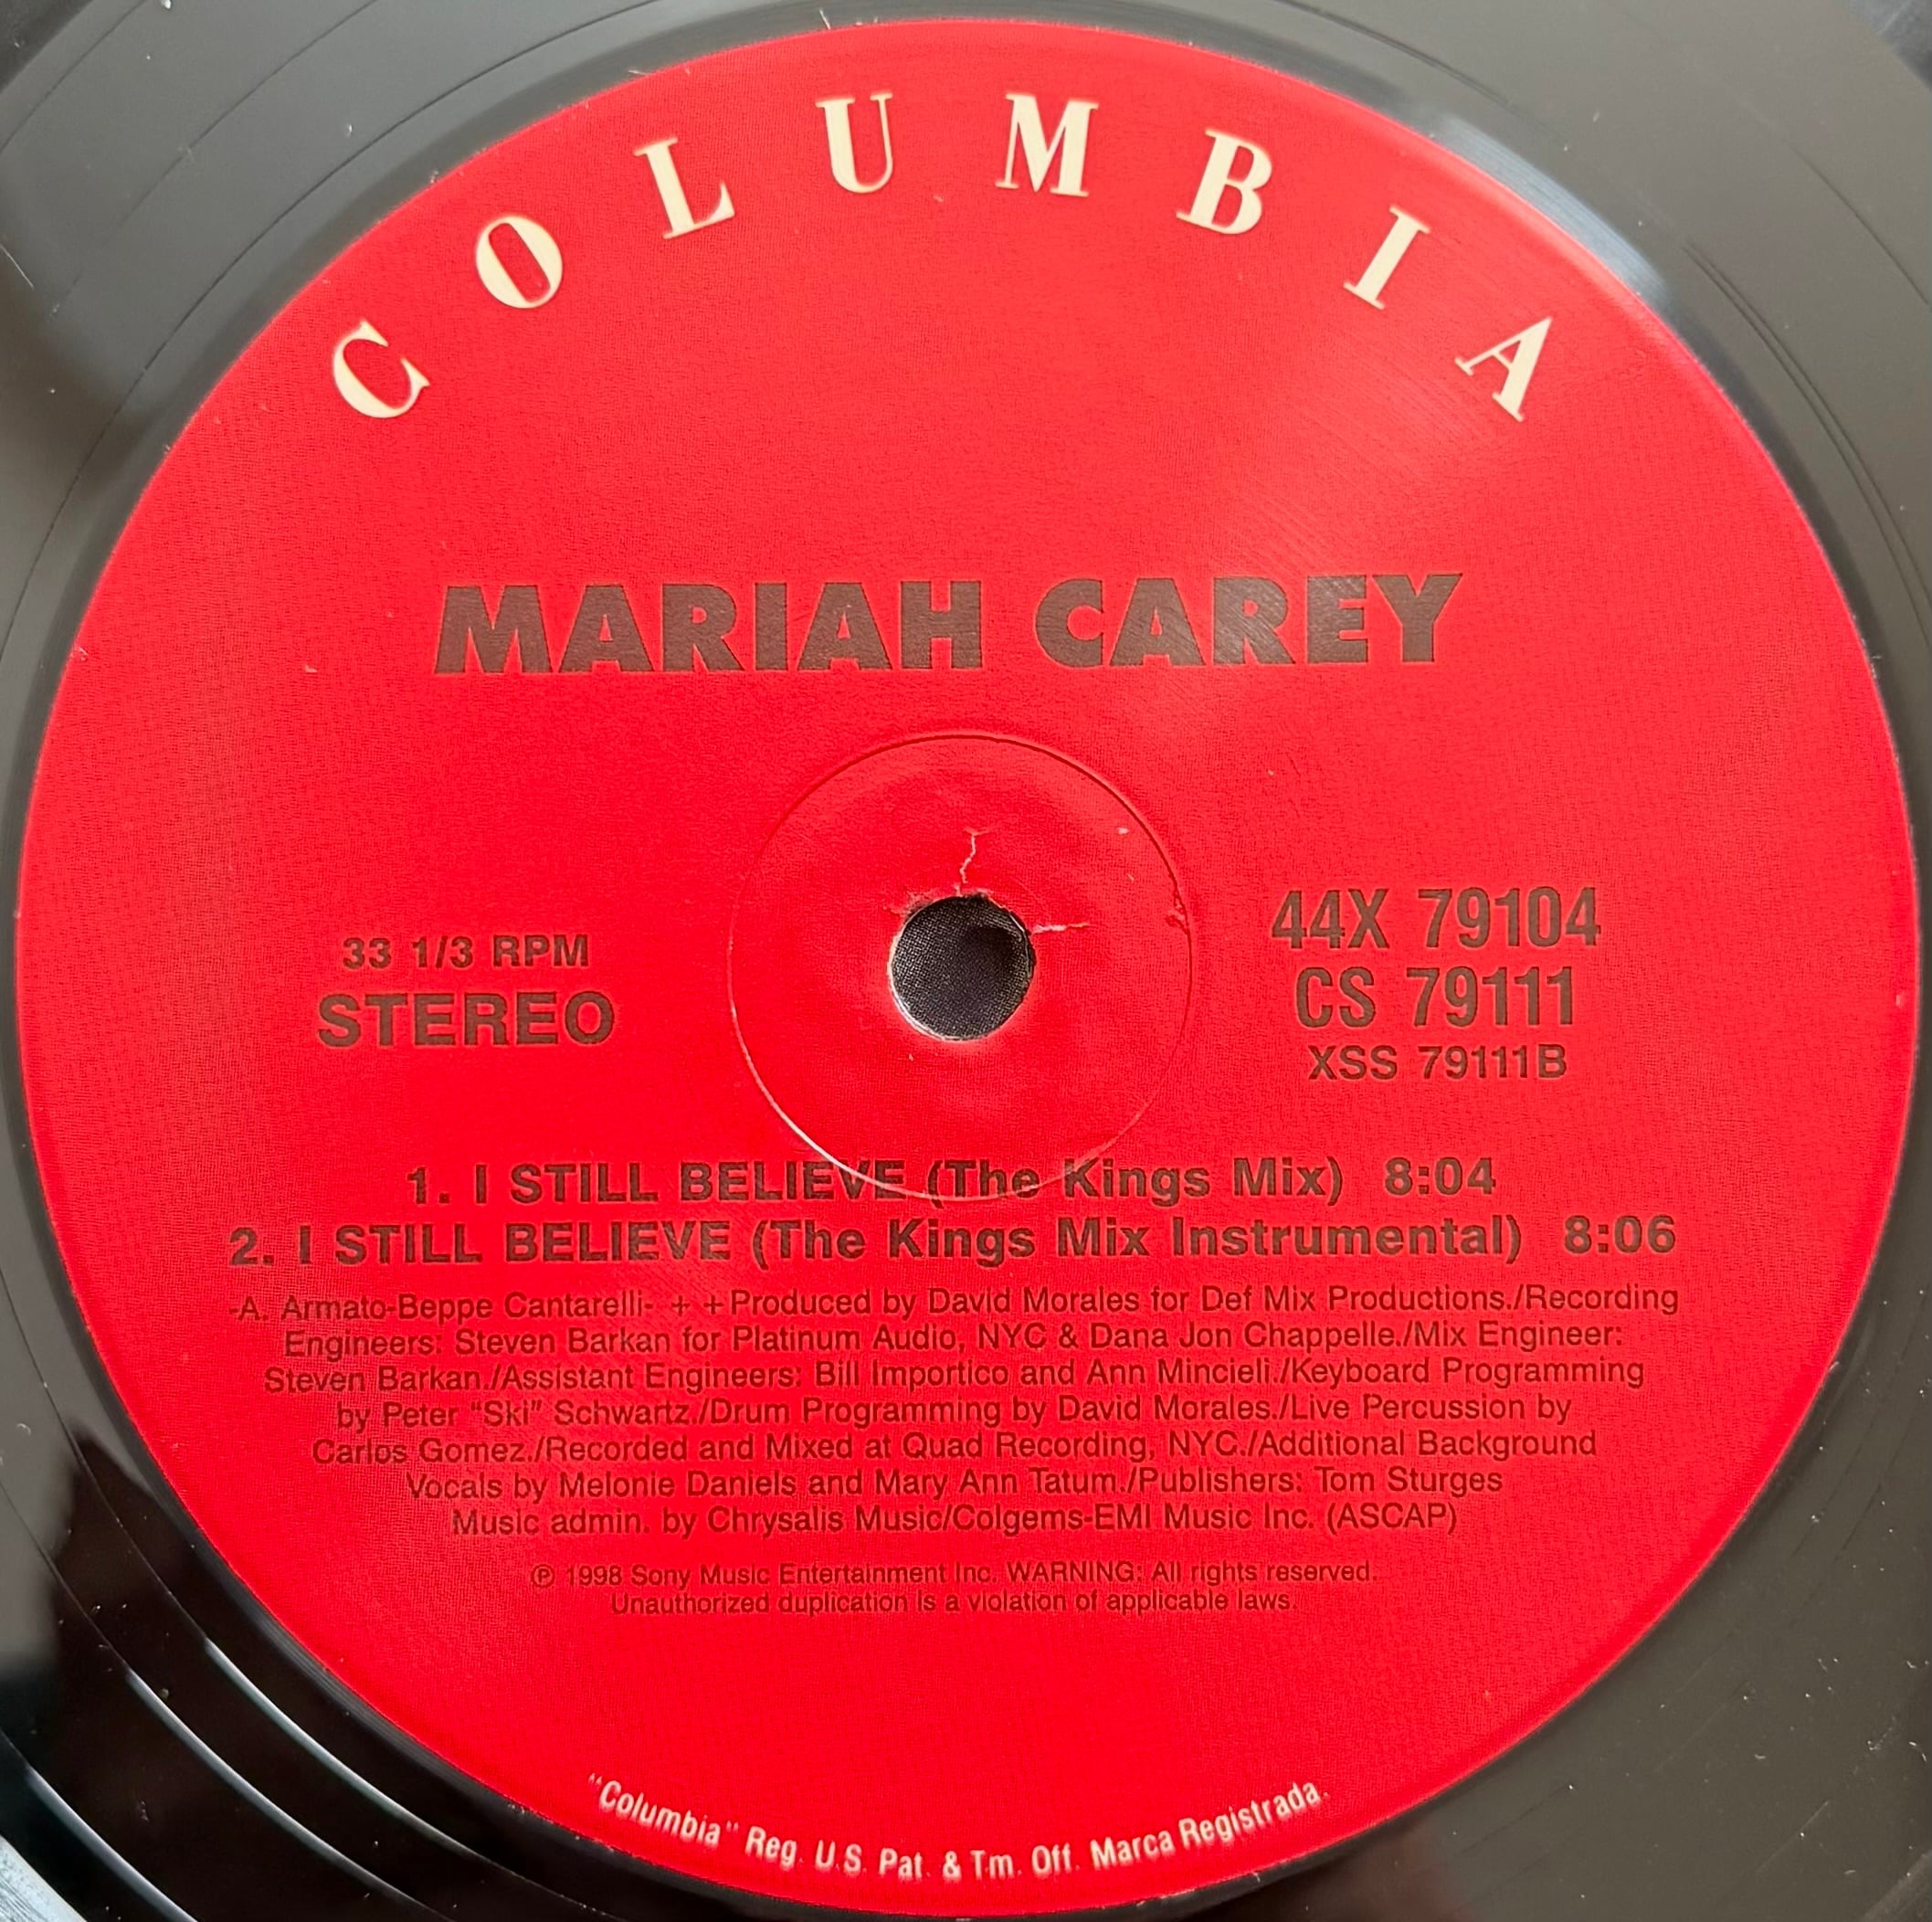 COLUMBIA
MARIAH CAREY
33 1/3 RPM
STEREO
44X 79104
CS 79111
XSS 79111B
1. I STILL BELIEVE (The Kings Mix) 8:04
2. I STILL BELIEVE (The Kings Mix Instrumental) 8:06
-A. Armato-Beppe Cantarelli- + +Produced by David Morales for Def Mix Productions./Recording
Engineers: Steven Barkan for Platinum Audio, NYC & Dana Jon Chappelle./Mix Engineer:
Steven Barkan./Assistant Engineers: Bill Importico and Ann Mincieli./Keyboard Programming
by Peter “Ski” Schwartz./Drum Programming by David Morales./Live Percussion by
Carlos Gomez./Recorded and Mixed at Quad Recording, NYC./Additional Background
Vocals by Melonie Daniels and Mary Ann Tatum./Publishers: Tom Sturges
Music admin. by Chrysalis Music/Colgems-EMI Music Inc. (ASCAP)
℗ 1998 Sony Music Entertainment Inc. WARNING: All rights reserved.
Unauthorized duplication is a violation of applicable laws.
"Columbia" Reg. U.S. Pat. & Tm. Off. Marca Registrada.